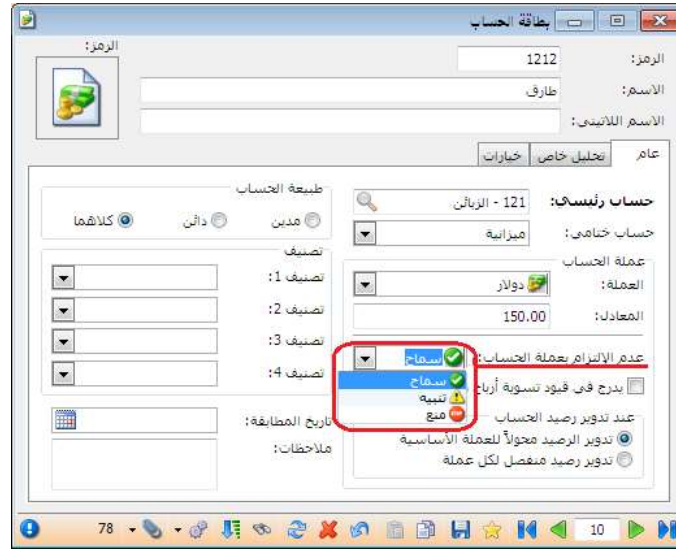 بطاقة الحساب
الرمز: 1212
الرمز:
الاسم: طارق
الاسم اللاتيني:
عام تحليل خاص خيارات
حساب رئيسي: 121 - الزبائن
حساب ختامي: ميزانية
عملة الحساب
العملة: دولار
المعادل: 150.00
عدم الإلتزام بعملة الحساب: سماح
سماح
تنبيه
منع
يدرج في قيود تسوية أرباح
عند تدوير رصيد الحساب
تدوير الرصيد محولاً للعملة الأساسية
تدوير رصيد منفصل لكل عملة
طبيعة الحساب
مدين دائن كلاهما
تصنيف
تصنيف 1:
تصنيف 2:
تصنيف 3:
تصنيف 4:
تاريخ المطابقة:
ملاحظات:
10
78